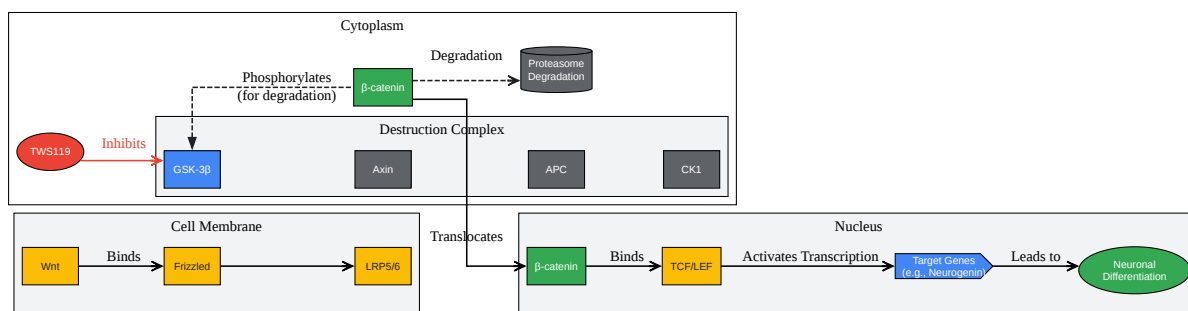 Cytoplasm
Degradation
Proteasome
Degradation
Phosphorylates
(for degradation)
β-catenin
Destruction Complex
TWS119
Inhibits
GSK-3β
Axin
APC
CK1
Cell Membrane
Wnt
Binds
Frizzled
LRP5/6
Translocates
Nucleus
β-catenin
Binds
TCF/LEF
Activates Transcription
Target Genes
(e.g., Neurogenin)
Leads to
Neuronal
Differentiation